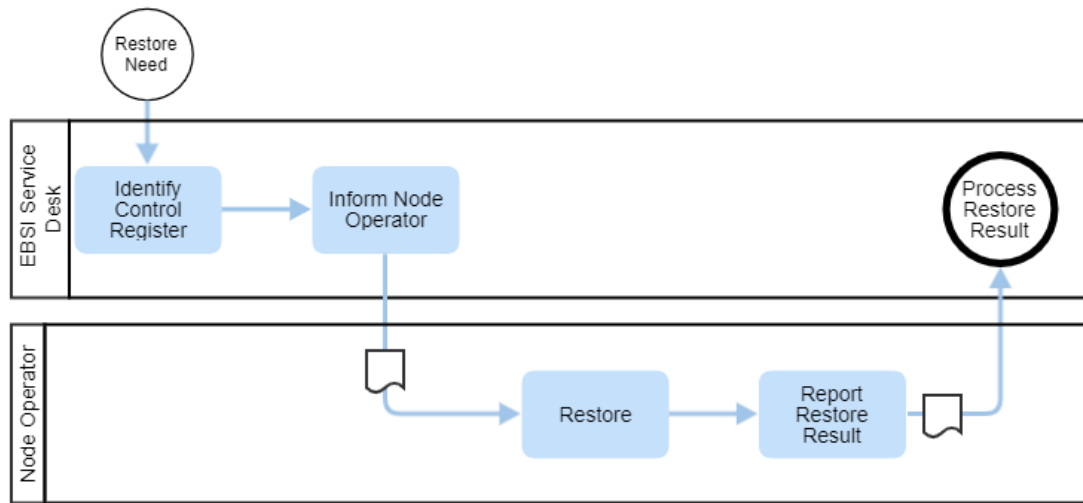 Restore
Need
EBSI Service
Desk
Identify
Control
Register
Inform Node
Operator
Process
Restore
Result
Node Operator
Restore
Report
Restore
Result